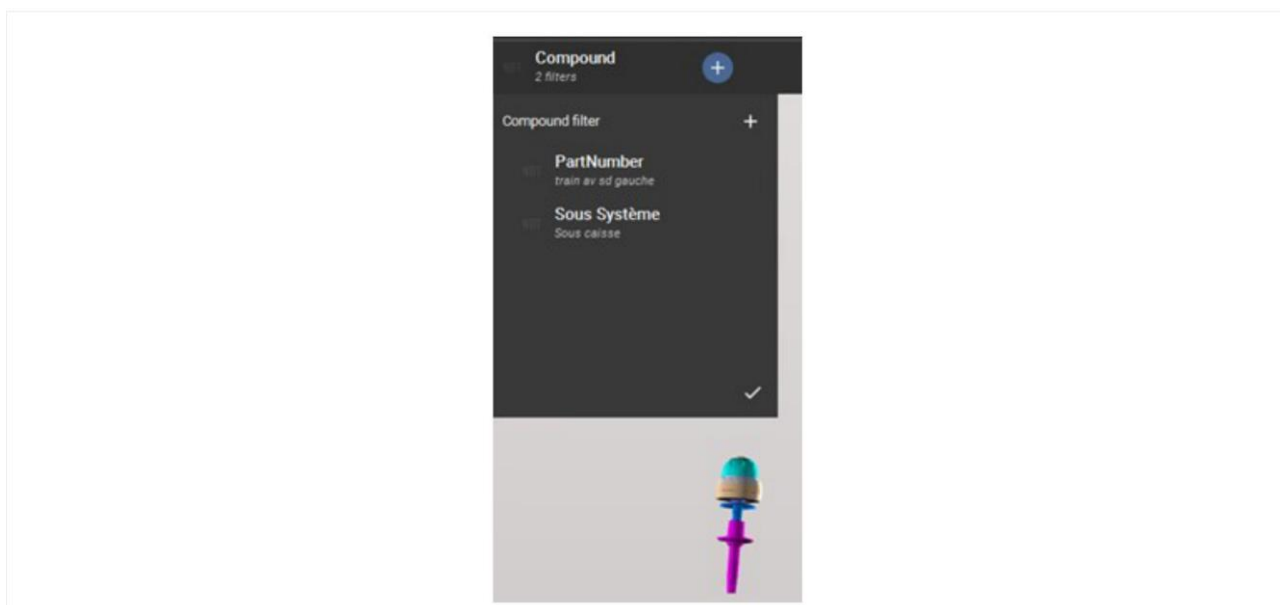 Compound
2 filters
Compound filter
PartNumber
train av sd gauche
Sous Système
Sous caisse